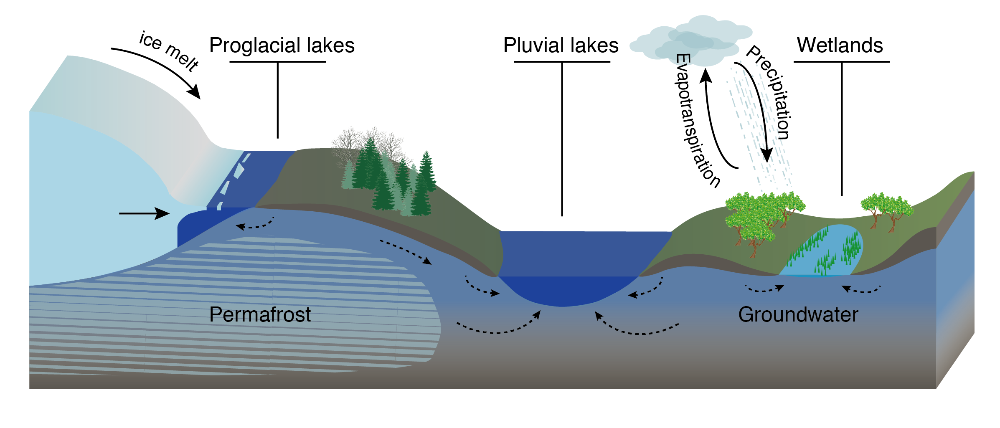 ice melt
Proglacial lakes
Pluvial lakes
Evapotranspiration
Precipitation
Wetlands
Permafrost
Groundwater